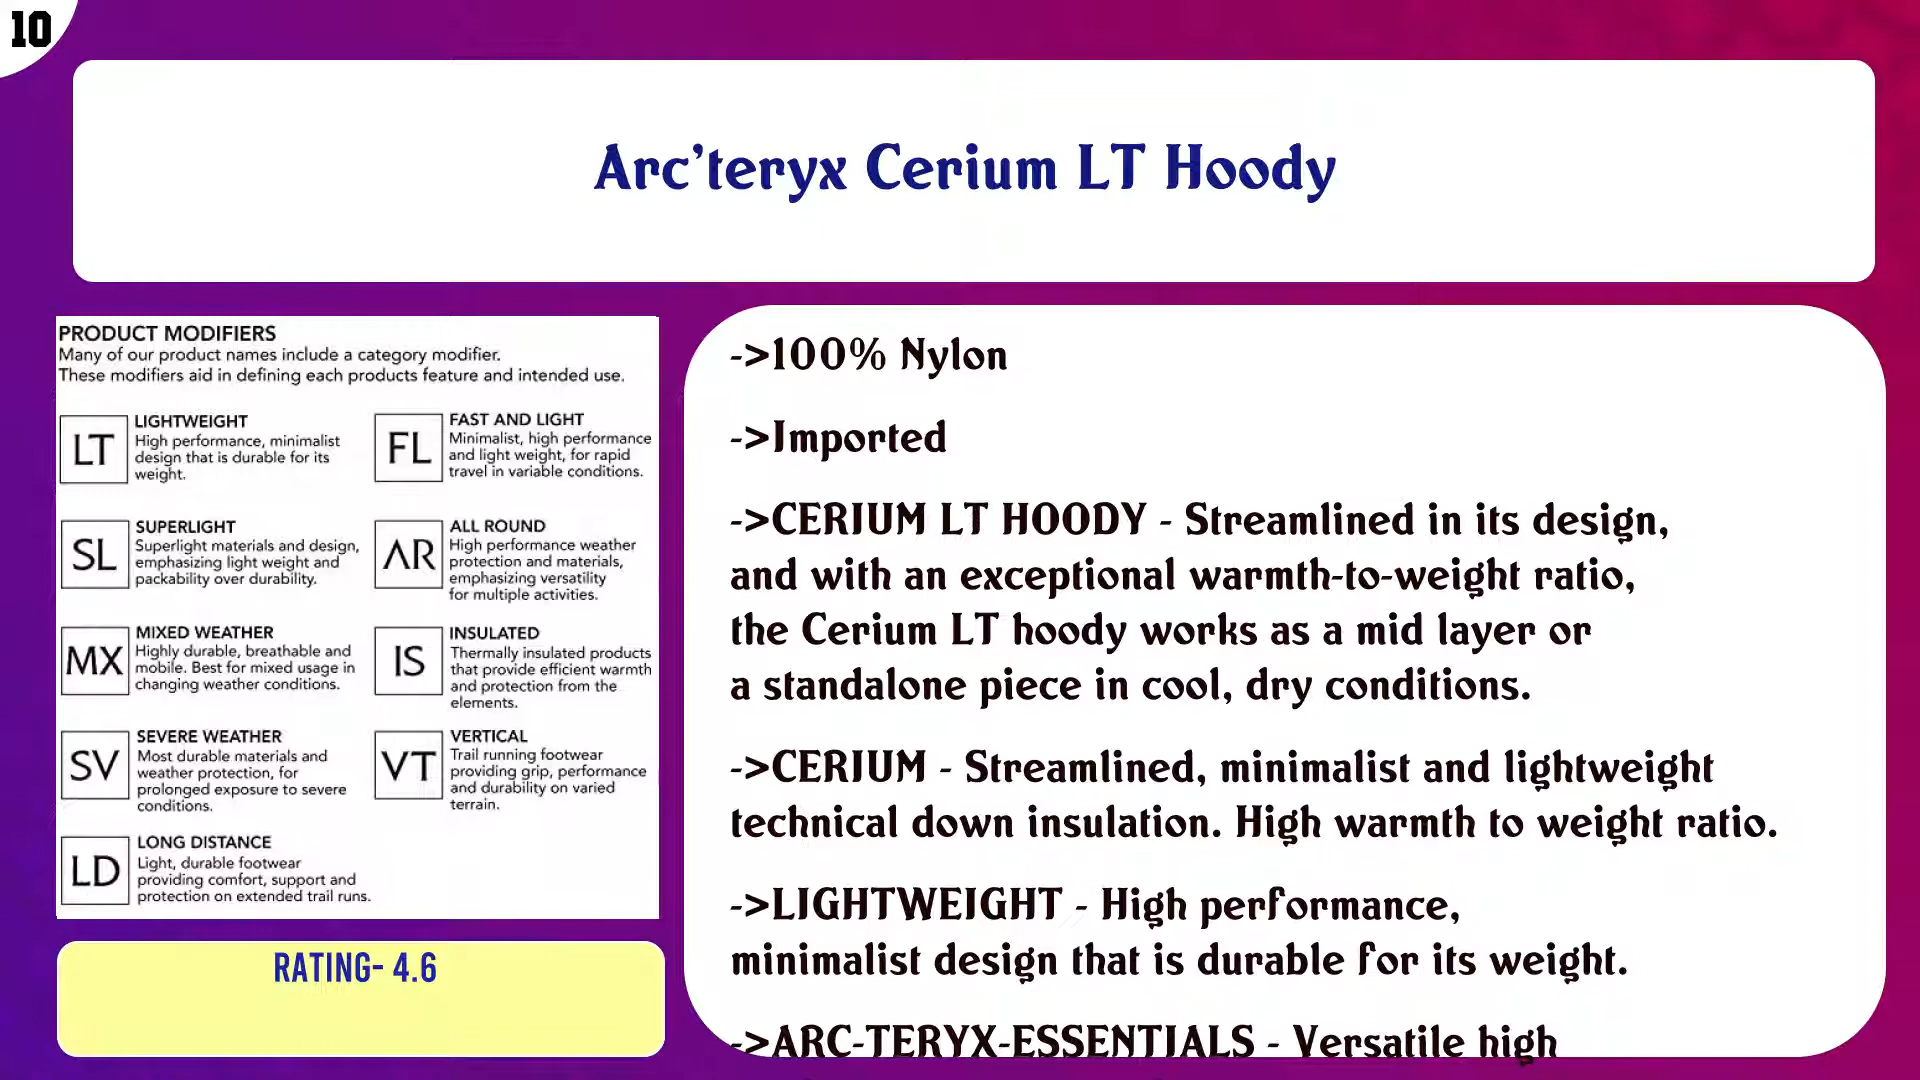 10
Arc'teryx Cerium LT Hoody
PRODUCT MODIFIERS
Many of our product names include a category modifier.
These modifiers aid in defining each products feature and intended use.
LT
LIGHTWEIGHT
High performance, minimalist
design that is durable for its
weight.
FL
FAST AND LIGHT
Minimalist, high performance
and light weight, for rapid
travel in variable conditions.
SL
SUPERLIGHT
Superlight materials and design,
emphasizing light weight and
packability over durability.
AR
ALL ROUND
High performance weather
protection and materials,
emphasizing versatility
for multiple activities.
MX
MIXED WEATHER
Highly durable, breathable and
mobile. Best for mixed usage in
changing weather conditions.
IS
INSULATED
Thermally insulated products
that provide efficient warmth
and protection from the
elements.
SV
SEVERE WEATHER
Most durable materials and
weather protection, for
prolonged exposure to severe
conditions.
VT
VERTICAL
Trail running footwear
providing grip, performance
and durability on varied
terrain.
LD
LONG DISTANCE
Light, durable footwear
providing comfort, support and
protection on extended trail runs.
RATING- 4.6
->100% Nylon
->Imported
->CERIUM LT HOODY - Streamlined in its design,
and with an exceptional warmth-to-weight ratio,
the Cerium LT hoody works as a mid layer or
a standalone piece in cool, dry conditions.
->CERIUM - Streamlined, minimalist and lightweight
technical down insulation. High warmth to weight ratio.
->LIGHTWEIGHT - High performance,
minimalist design that is durable for its weight.
->ARC-TERYX-ESSENTIALS - Versatile high